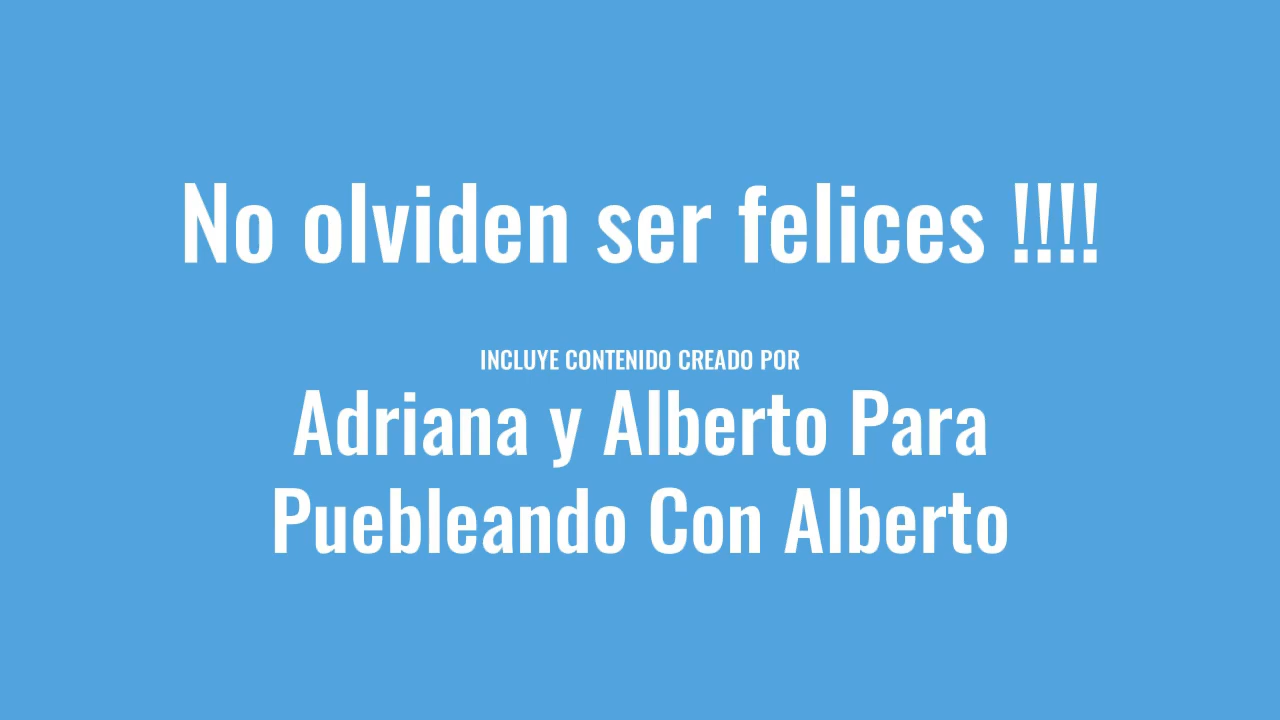 No olviden ser felices !!!!
INCLUYE CONTENIDO CREADO POR
Adriana y Alberto Para
Puebleando Con Alberto